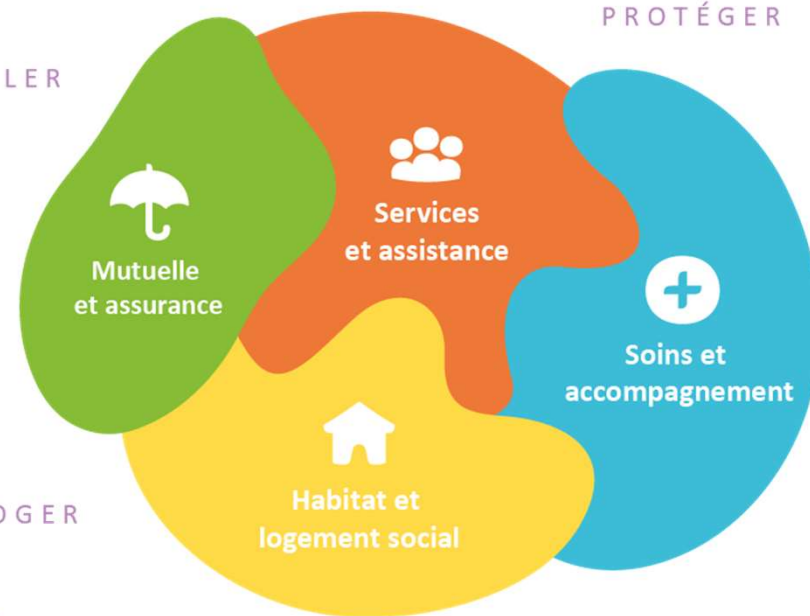 PROTÉGER
LER
Services
et assistance
Mutuelle
et assurance
Soins et
accompagnement
Habitat et
logement social
OGER